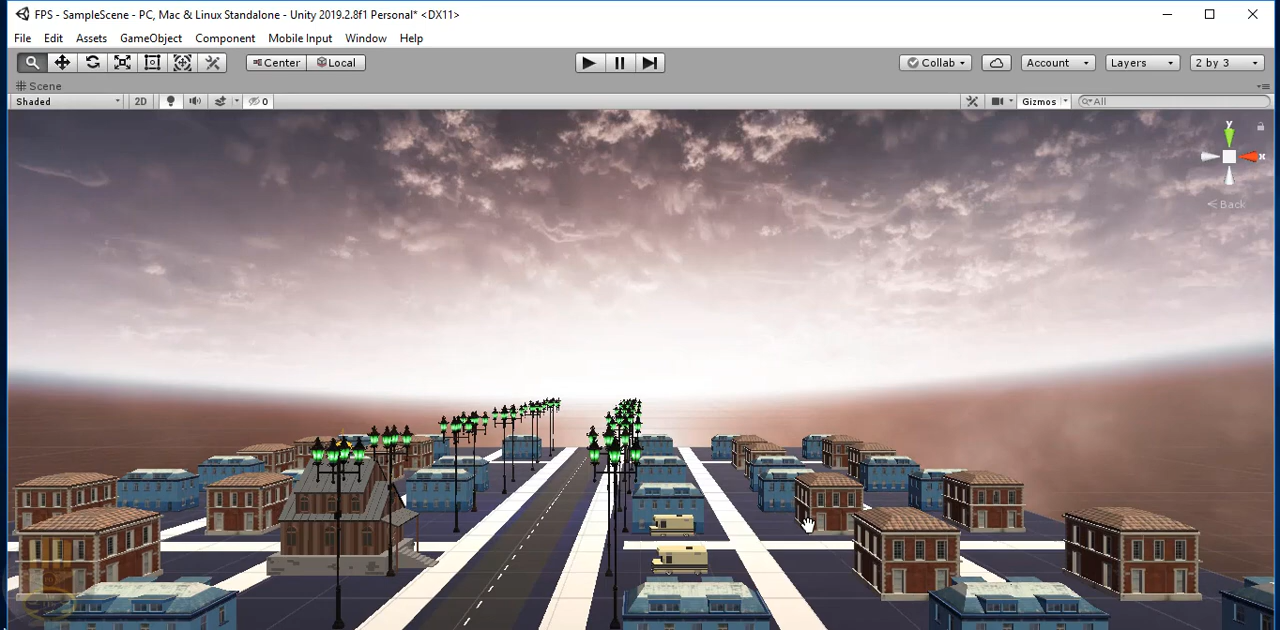 FPS - SampleScene - PC, Mac & Linux Standalone - Unity 2019.2.8f1 Personal* <DX11>
File Edit Assets GameObject Component Mobile Input Window Help
Center Local Collab Account Layers 2 by 3
Scene
Shaded 2D 0 Gizmos All
y
x
< Back